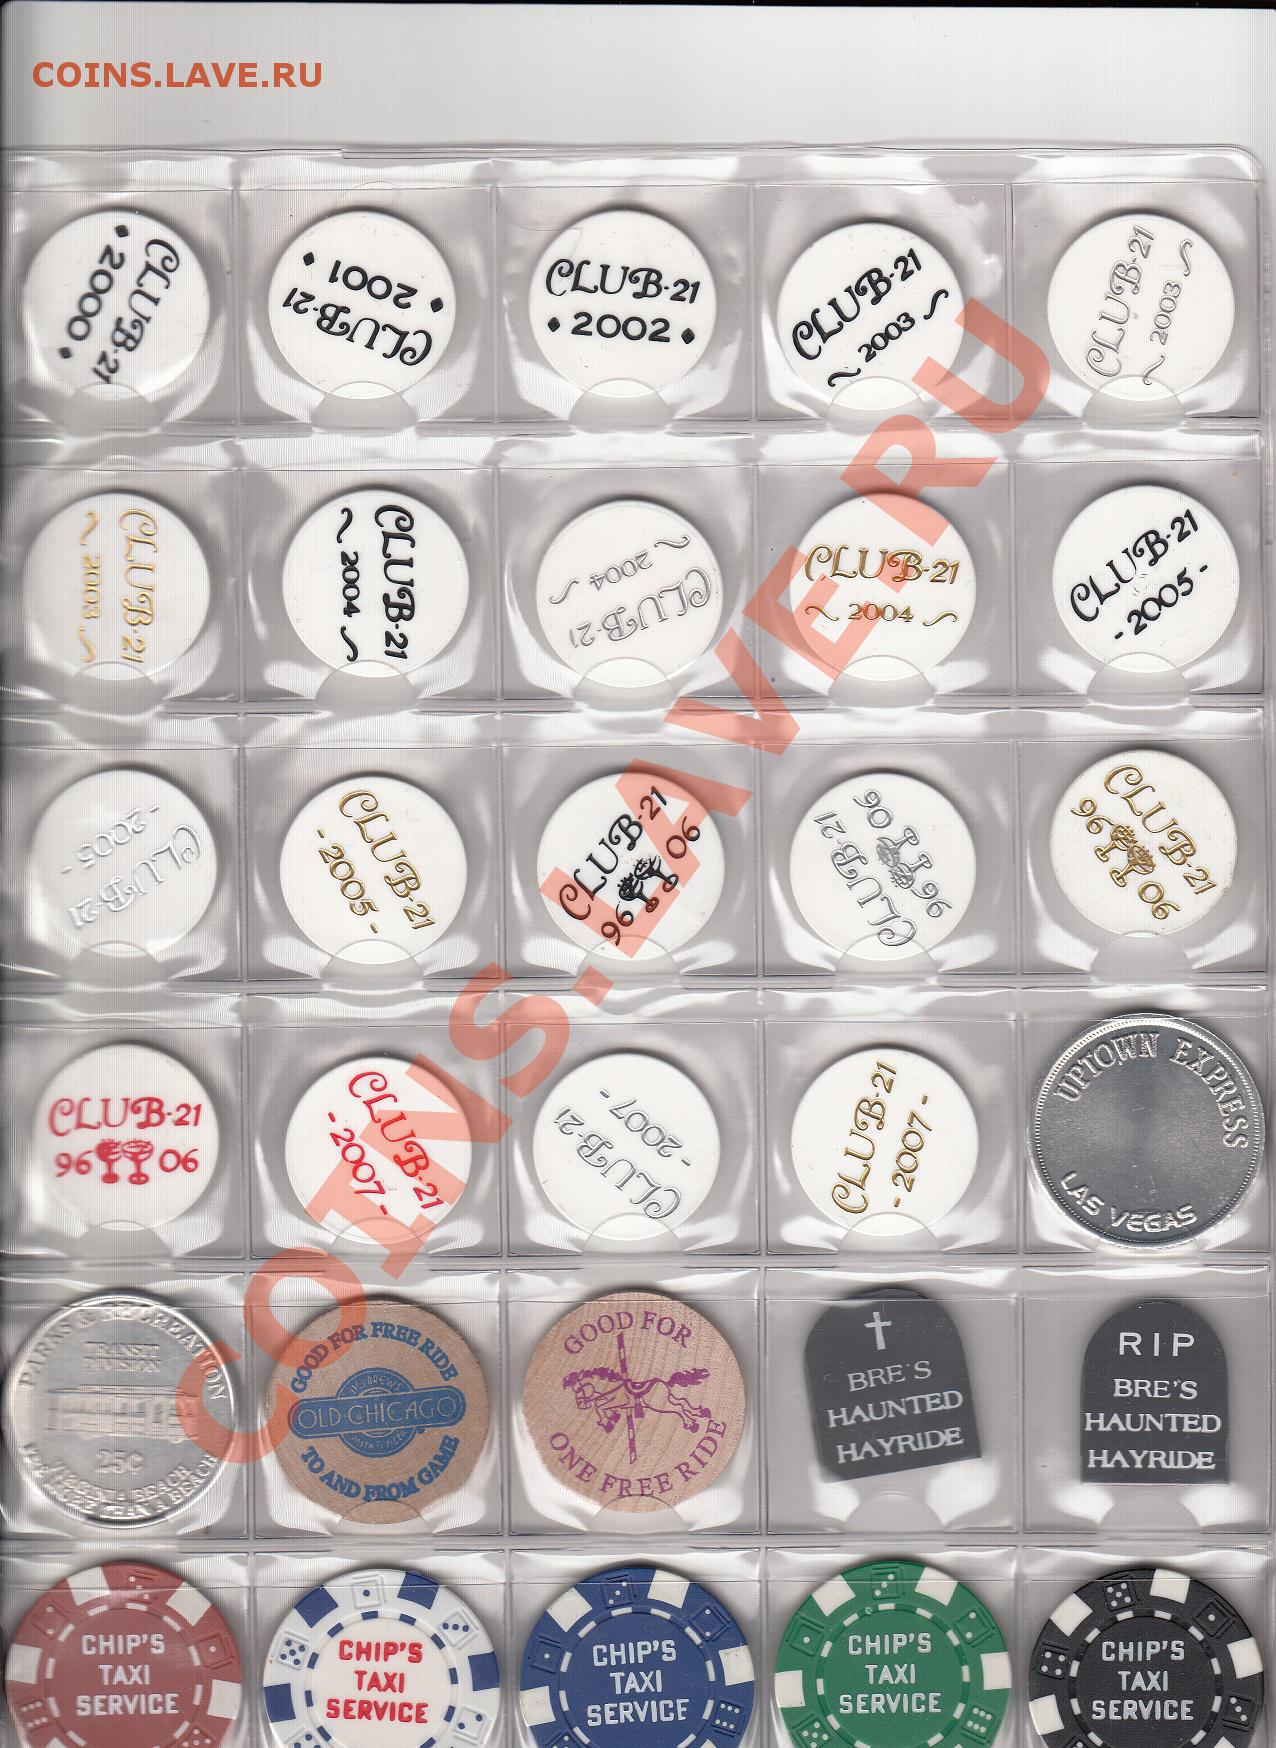 COINS.LAVE.RU
CLUB-21
2000
CLUB-21
2001
CLUB-21
2002
CLUB-21
2003
CLUB-21
2003
CLUB-21
2003
CLUB-21
2004
CLUB-21
2004
CLUB-21
2004
CLUB-21
- 2005 -
CLUB-21
- 2005 -
CLUB-21
- 2005 -
CLUB-21
96 06
CLUB-21
96 06
CLUB-21
96 06
CLUB-21
96 06
CLUB-21
- 2007 -
CLUB-21
- 2007 -
CLUB-21
- 2007 -
UPTOWN EXPRESS
LAS VEGAS
PARKS & RECREATION
TRANSIT
DIVISION
25¢
MORE THAN A BEACH
GOOD FOR FREE RIDE
OLD CHICAGO
TO AND FROM GAME
GOOD FOR
ONE FREE RIDE
BRE'S
HAUNTED
HAYRIDE
RIP
BRE'S
HAUNTED
HAYRIDE
CHIP'S
TAXI
SERVICE
CHIP'S
TAXI
SERVICE
CHIP'S
TAXI
SERVICE
CHIP'S
TAXI
SERVICE
CHIP'S
TAXI
SERVICE
COINS.LAVE.RU